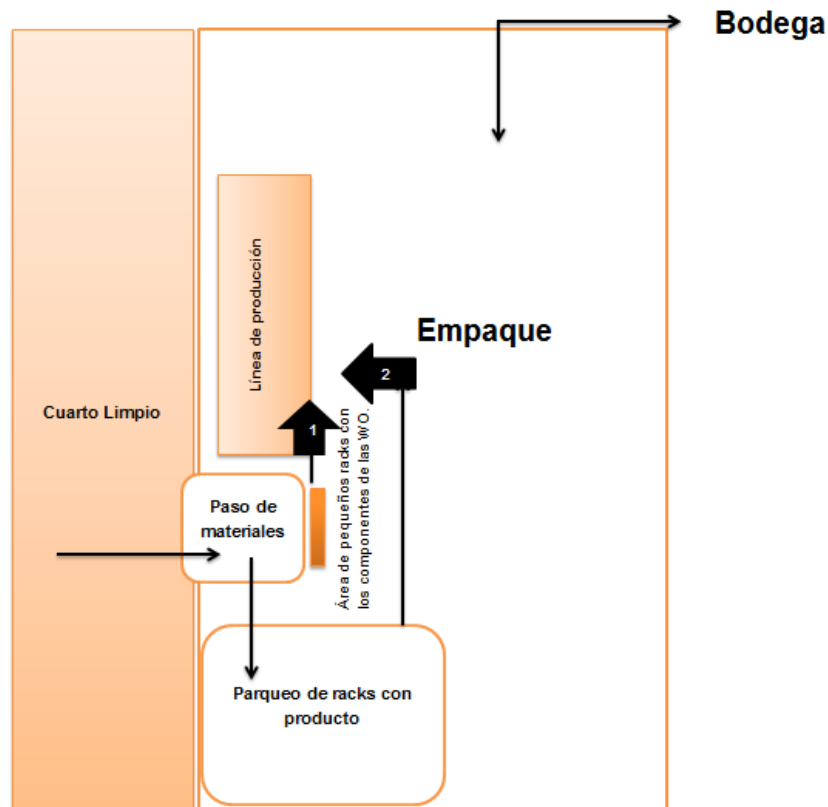 Bodega
Línea de producción
Empaque
2
Cuarto Limpio
1
Área de pequeños racks con
los componentes de las WO.
Paso de
materiales
Parqueo de racks con
producto